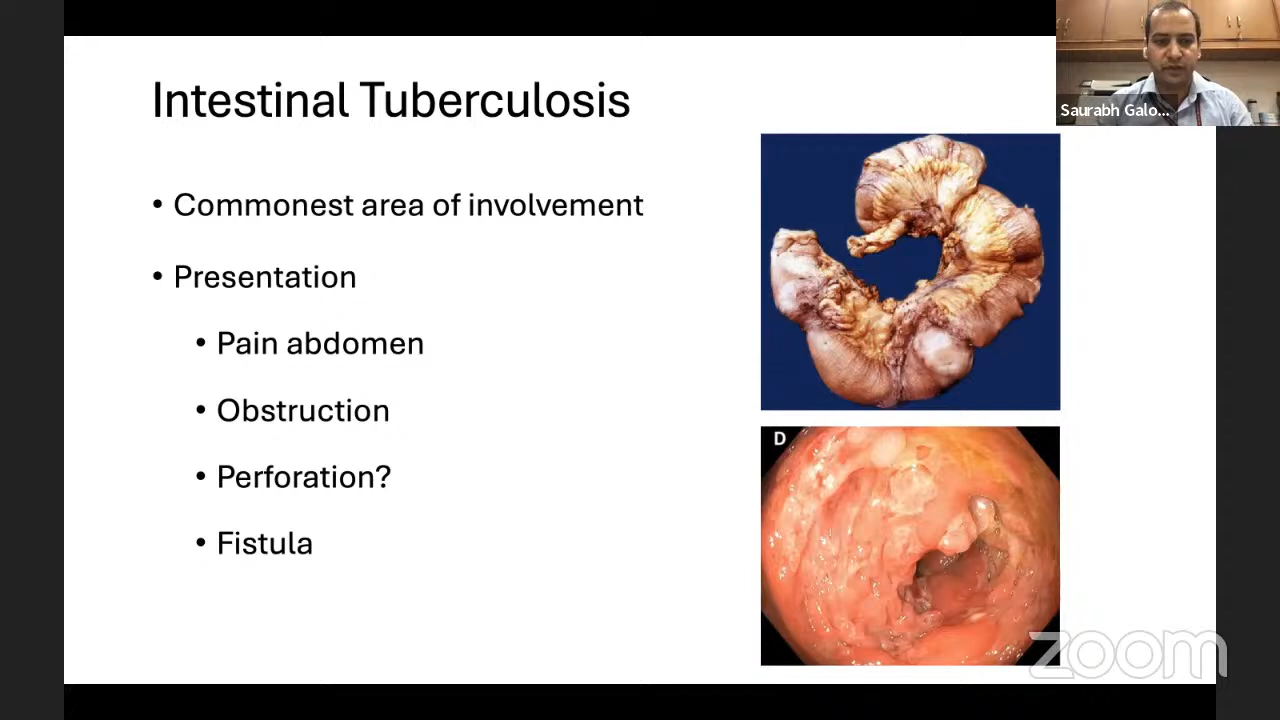 Intestinal Tuberculosis
• Commonest area of involvement
• Presentation
• Pain abdomen
• Obstruction
• Perforation?
• Fistula
Saurabh Galo...
D
zoom